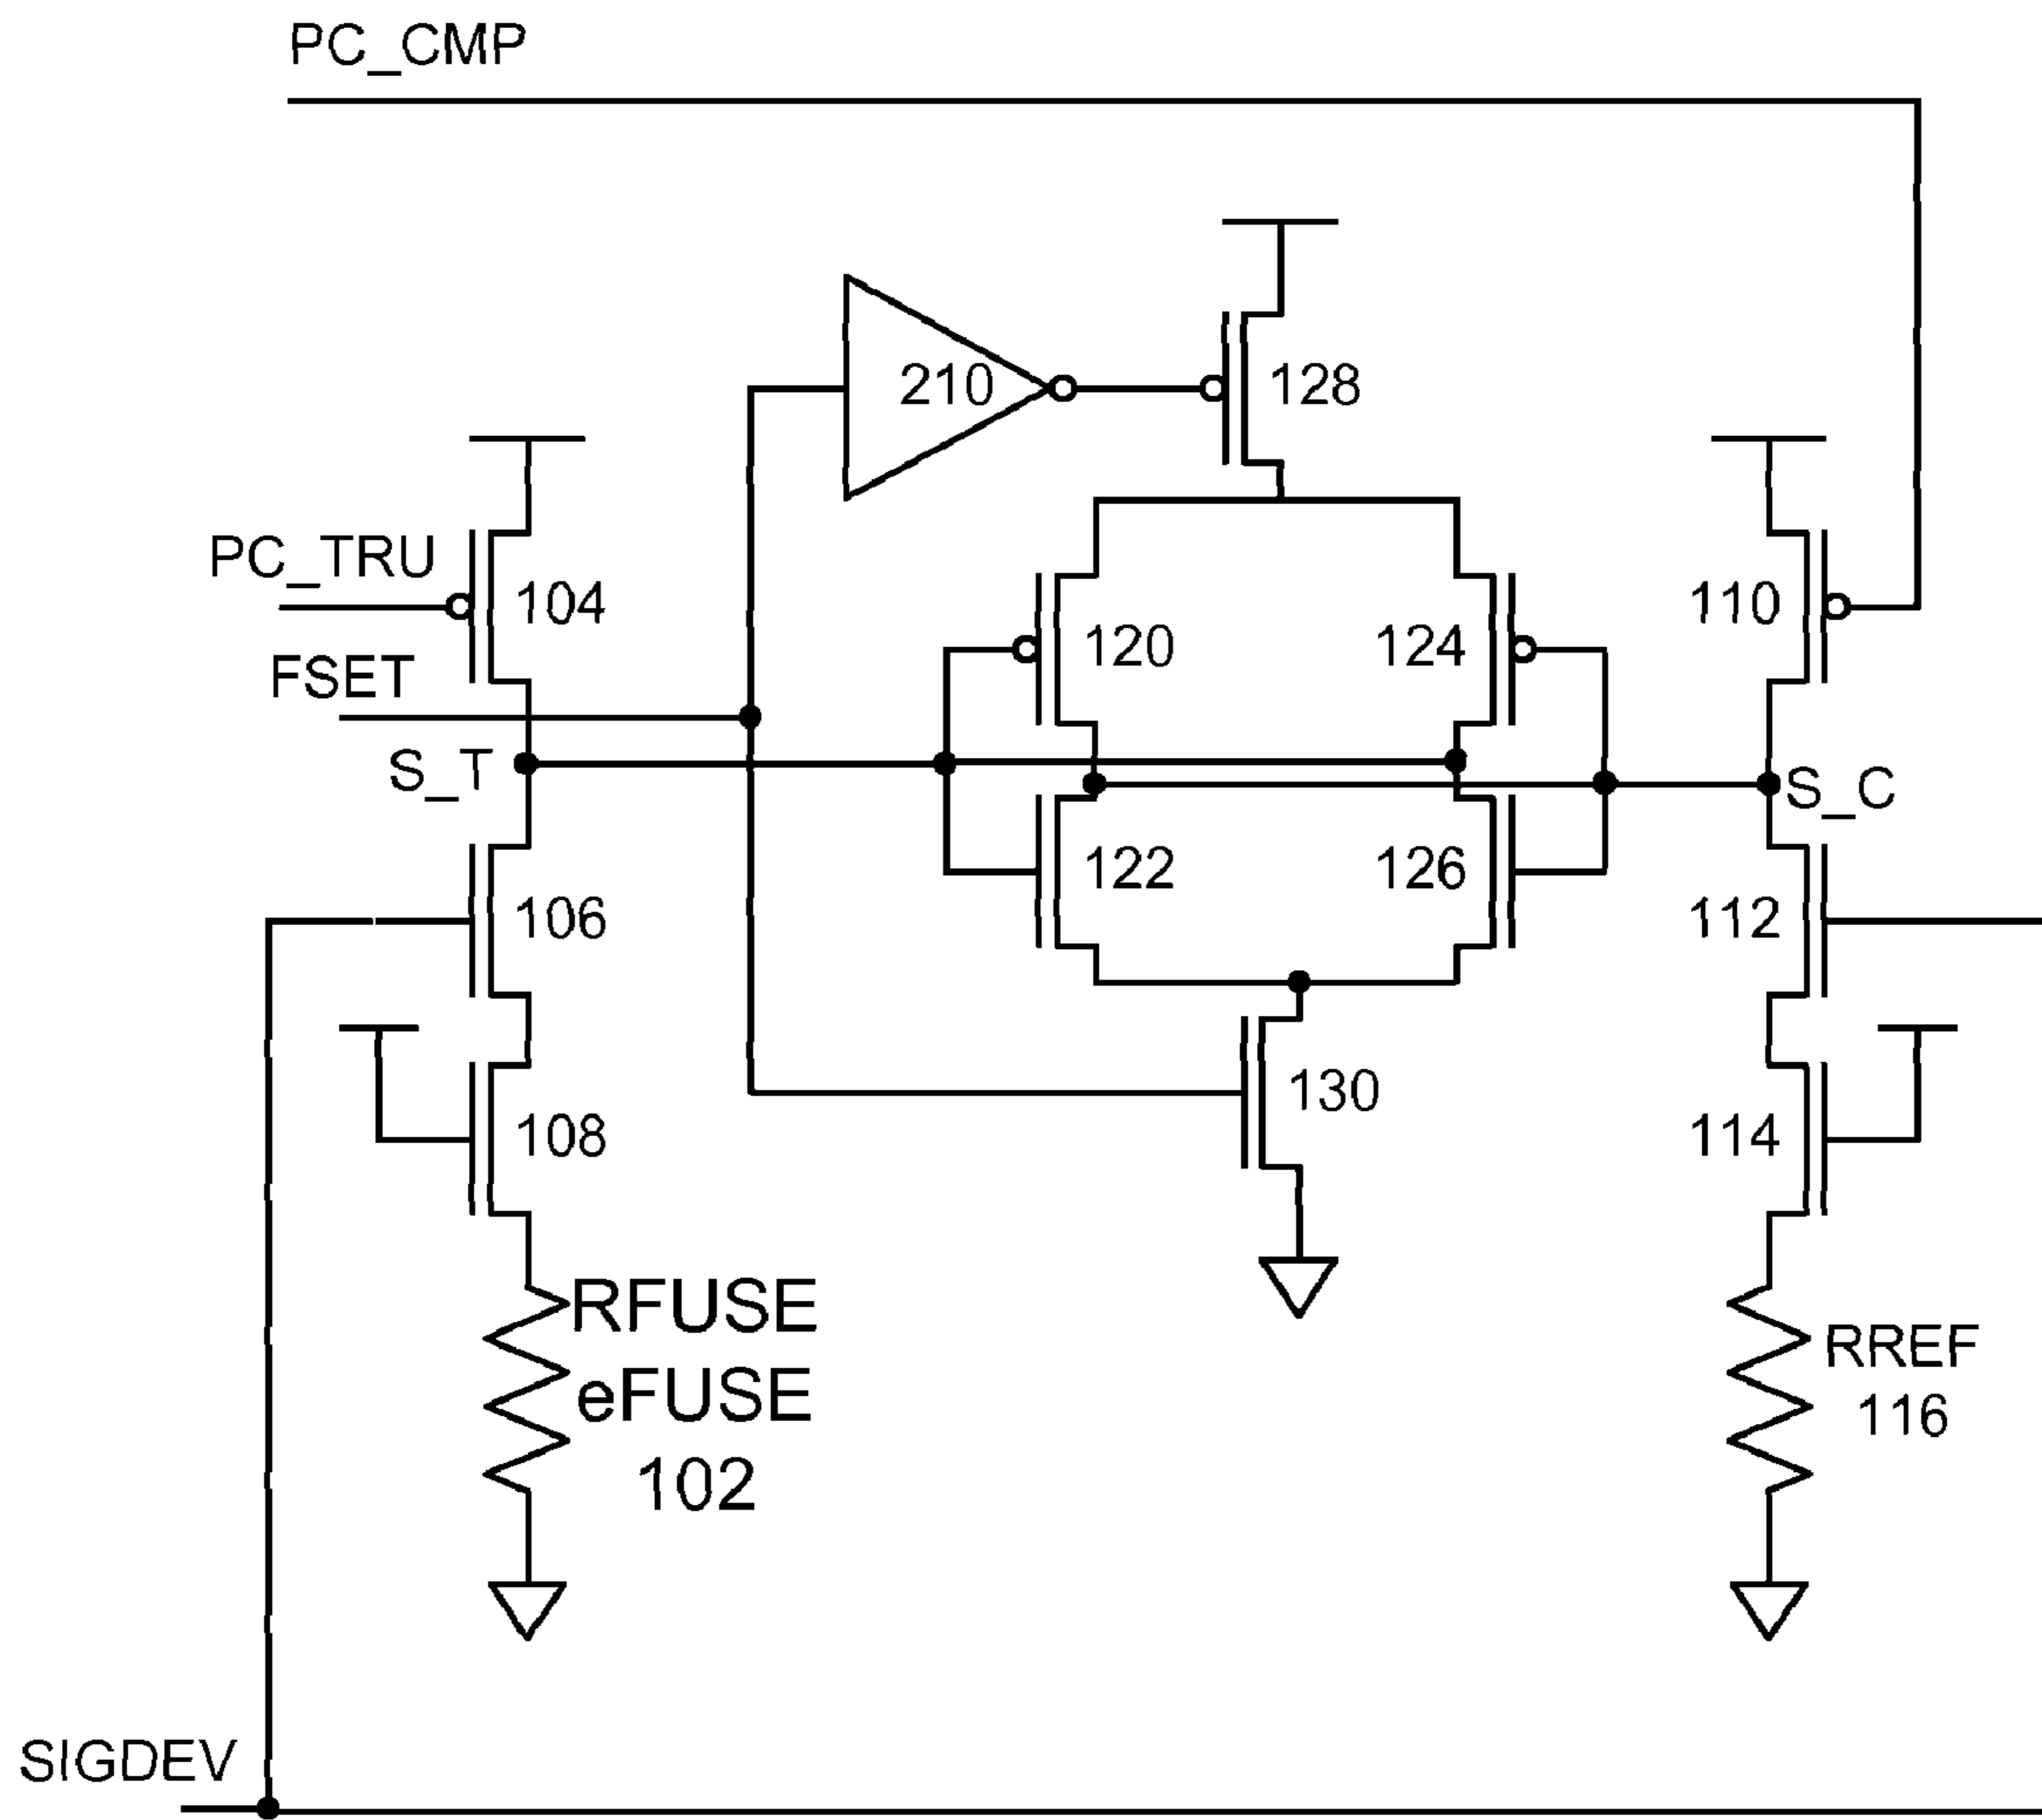 PC_CMP
210
128
PC_TRU
104
110
FSET
120
124
S_T
S_C
122
126
106
112
130
108
114
RFUSE
eFUSE
102
RREF
116
SIGDEV